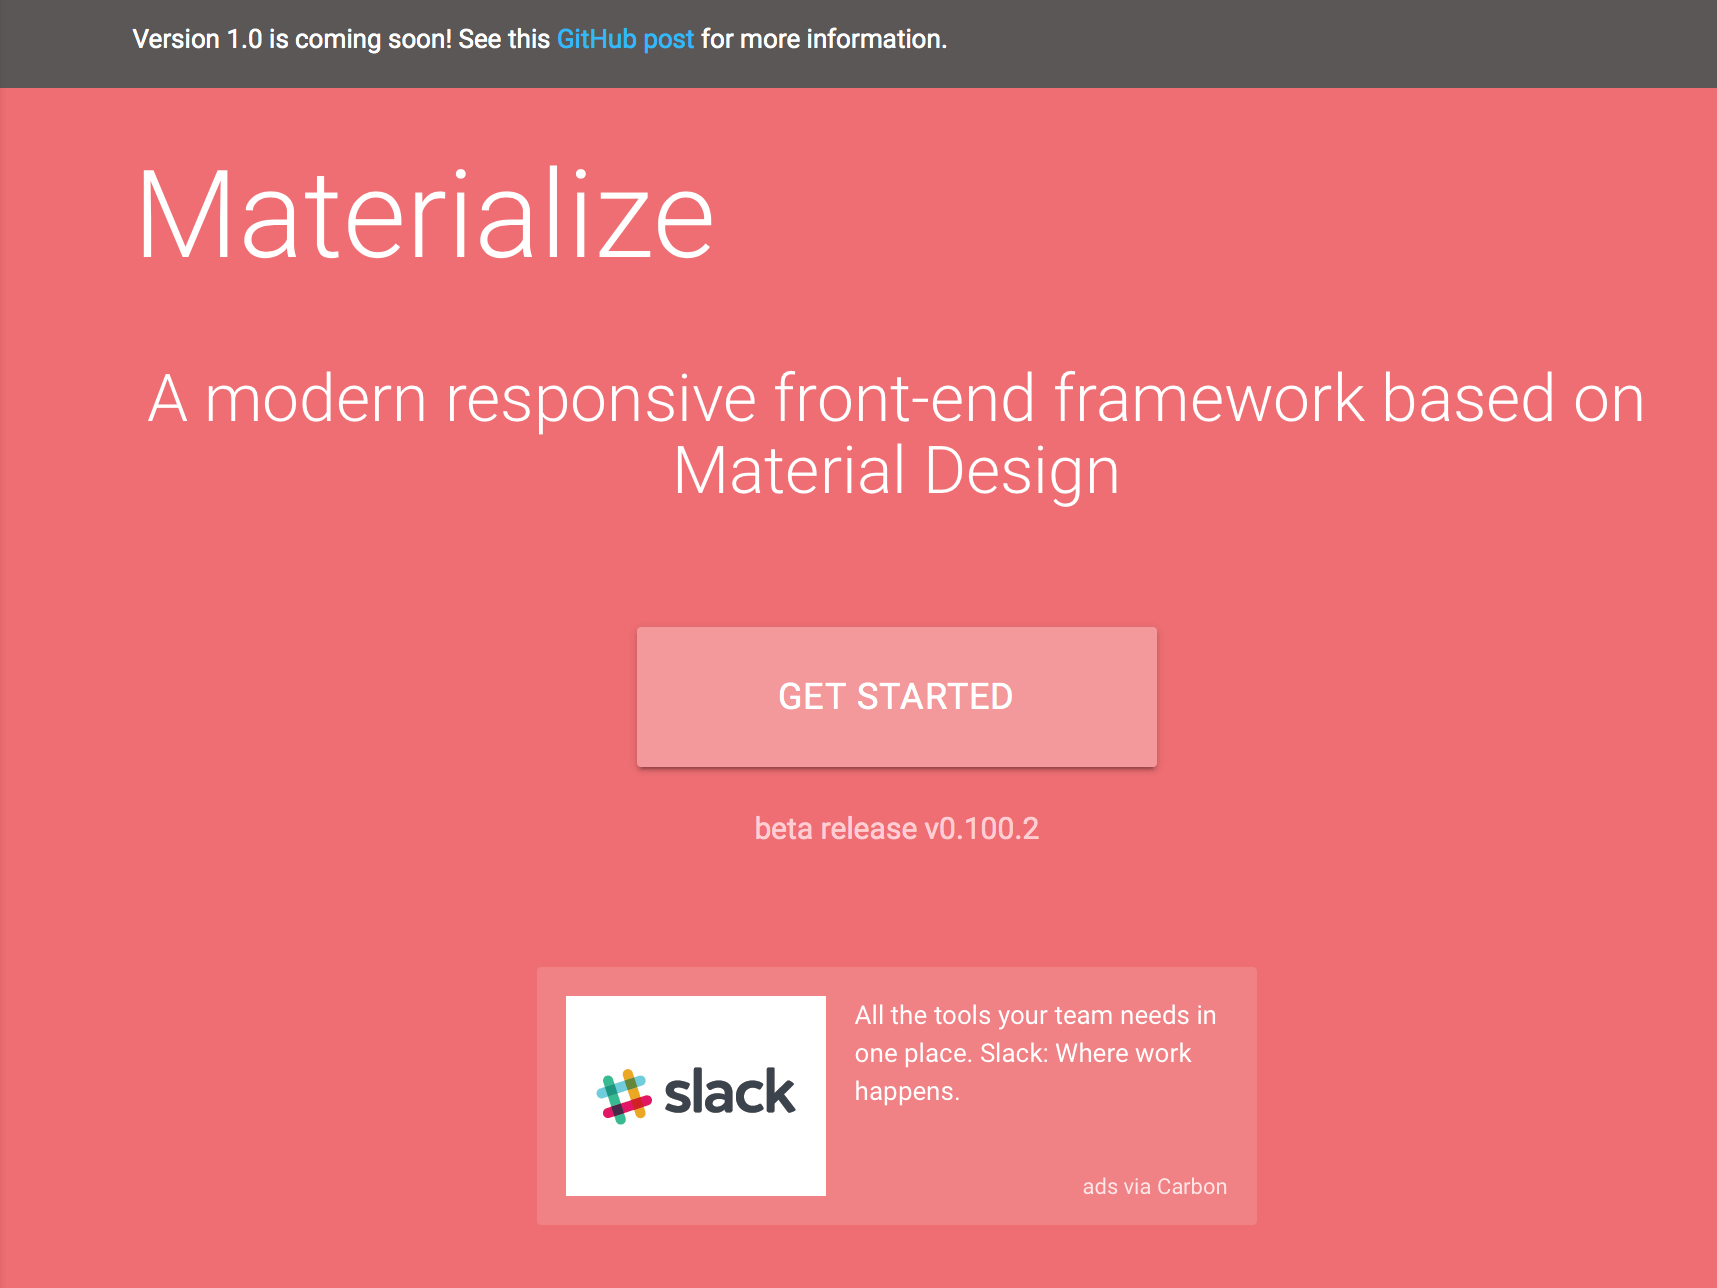 Version 1.0 is coming soon! See this GitHub post for more information.
Materialize
A modern responsive front-end framework based on
Material Design
GET STARTED
beta release v0.100.2
slack
All the tools your team needs in
one place. Slack: Where work
happens.
ads via Carbon